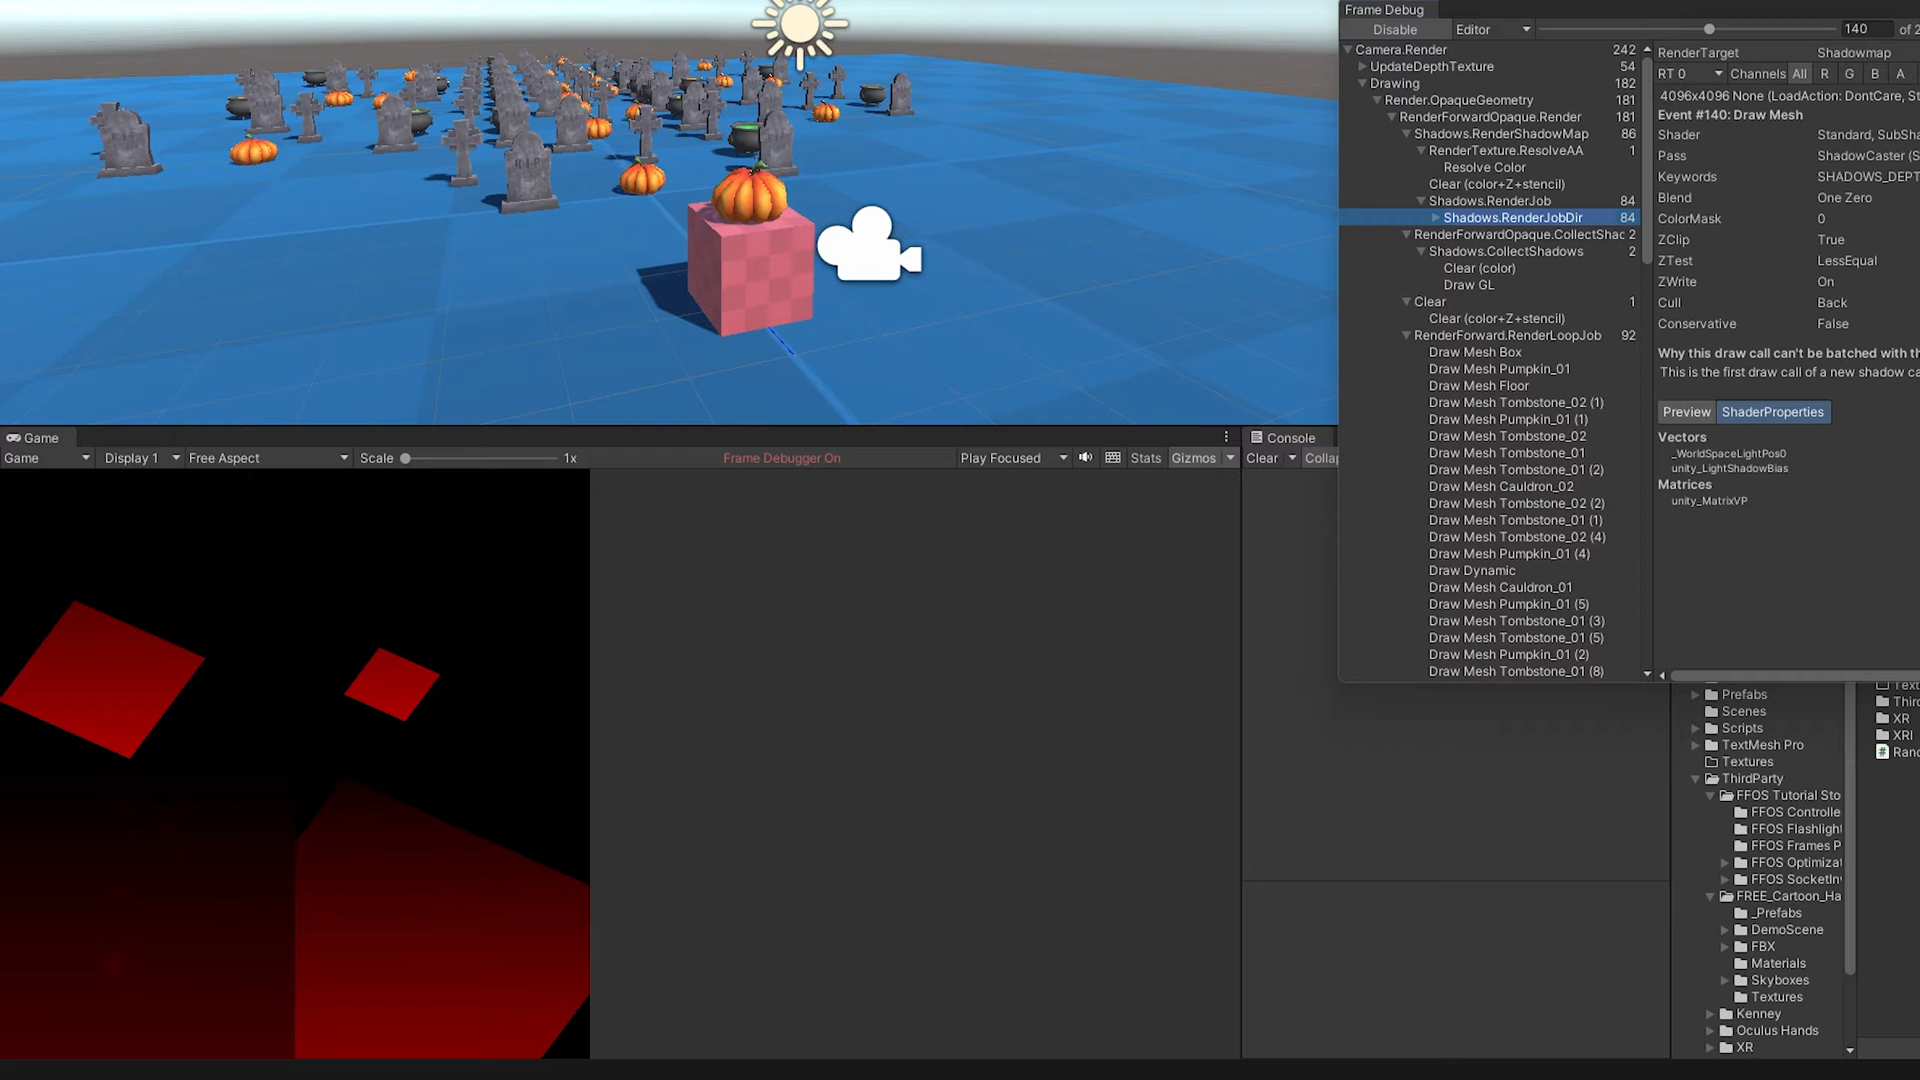 Frame Debug
Disable
Editor
140
of 2
Camera.Render 242
UpdateDepthTexture 54
Drawing 182
Render.OpaqueGeometry 181
RenderForwardOpaque.Render 181
Shadows.RenderShadowMap 86
RenderTexture.ResolveAA 1
Resolve Color
Clear (color+Z+stencil)
Shadows.RenderJob 84
Shadows.RenderJobDir 84
RenderForwardOpaque.CollectShac 2
Shadows.CollectShadows 2
Clear (color)
Draw GL
Clear 1
Clear (color+Z+stencil)
RenderForward.RenderLoopJob 92
Draw Mesh Box
Draw Mesh Pumpkin_01
Draw Mesh Floor
Draw Mesh Tombstone_02 (1)
Draw Mesh Pumpkin_01 (1)
Draw Mesh Tombstone_02
Draw Mesh Tombstone_01
Draw Mesh Tombstone_01 (2)
Draw Mesh Cauldron_02
Draw Mesh Tombstone_02 (2)
Draw Mesh Tombstone_01 (1)
Draw Mesh Tombstone_02 (4)
Draw Mesh Pumpkin_01 (4)
Draw Dynamic
Draw Mesh Cauldron_01
Draw Mesh Pumpkin_01 (5)
Draw Mesh Tombstone_01 (3)
Draw Mesh Tombstone_01 (5)
Draw Mesh Pumpkin_01 (2)
Draw Mesh Tombstone_01 (8)
RenderTarget Shadowmap
RT 0 Channels All R G B A
4096x4096 None (LoadAction: DontCare, St
Event #140: Draw Mesh
Shader Standard, SubSha
Pass ShadowCaster (S
Keywords SHADOWS_DEPT
Blend One Zero
ColorMask 0
ZClip True
ZTest LessEqual
ZWrite On
Cull Back
Conservative False
Why this draw call can't be batched with th
This is the first draw call of a new shadow ca
Preview ShaderProperties
Vectors
_WorldSpaceLightPos0
unity_LightShadowBias
Matrices
unity_MatrixVP
RIP
Game
Game Display 1 Free Aspect Scale 1x Frame Debugger On Play Focused Stats Gizmos
Console
Clear Collap
Prefabs
Scenes
Scripts
TextMesh Pro
Textures
ThirdParty
FFOS Tutorial Sto
FFOS Controlle
FFOS Flashlight
FFOS Frames P
FFOS Optimizat
FFOS SocketInv
FREE_Cartoon_Ha
_Prefabs
DemoScene
FBX
Materials
Skyboxes
Textures
Kenney
Oculus Hands
XR
Text
Third
XR
XRI
Rand